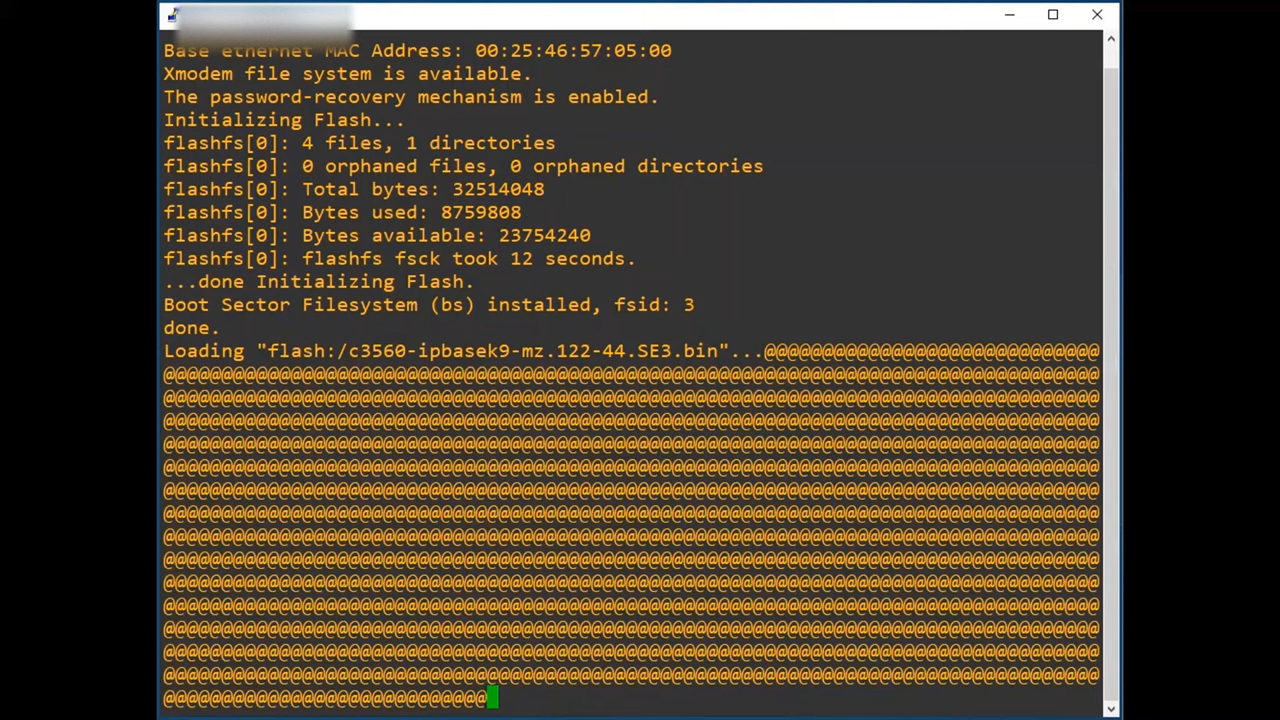 Base ethernet MAC Address: 00:25:46:57:05:00
Xmodem file system is available.
The password-recovery mechanism is enabled.
Initializing Flash...
flashfs[0]: 4 files, 1 directories
flashfs[0]: 0 orphaned files, 0 orphaned directories
flashfs[0]: Total bytes: 32514048
flashfs[0]: Bytes used: 8759808
flashfs[0]: Bytes available: 23754240
flashfs[0]: flashfs fsck took 12 seconds.
...done Initializing Flash.
Boot Sector Filesystem (bs) installed, fsid: 3
done.
Loading "flash:/c3560-ipbasek9-mz.122-44.SE3.bin"...@@@@@@@@@@@@@@@@@@@@@@@@@@@@@
@@@@@@@@@@@@@@@@@@@@@@@@@@@@@@@@@@@@@@@@@@@@@@@@@@@@@@@@@@@@@@@@@@@@@@@@@@@@@@@@@
@@@@@@@@@@@@@@@@@@@@@@@@@@@@@@@@@@@@@@@@@@@@@@@@@@@@@@@@@@@@@@@@@@@@@@@@@@@@@@@@@
@@@@@@@@@@@@@@@@@@@@@@@@@@@@@@@@@@@@@@@@@@@@@@@@@@@@@@@@@@@@@@@@@@@@@@@@@@@@@@@@@
@@@@@@@@@@@@@@@@@@@@@@@@@@@@@@@@@@@@@@@@@@@@@@@@@@@@@@@@@@@@@@@@@@@@@@@@@@@@@@@@@
@@@@@@@@@@@@@@@@@@@@@@@@@@@@@@@@@@@@@@@@@@@@@@@@@@@@@@@@@@@@@@@@@@@@@@@@@@@@@@@@@
@@@@@@@@@@@@@@@@@@@@@@@@@@@@@@@@@@@@@@@@@@@@@@@@@@@@@@@@@@@@@@@@@@@@@@@@@@@@@@@@@
@@@@@@@@@@@@@@@@@@@@@@@@@@@@@@@@@@@@@@@@@@@@@@@@@@@@@@@@@@@@@@@@@@@@@@@@@@@@@@@@@
@@@@@@@@@@@@@@@@@@@@@@@@@@@@@@@@@@@@@@@@@@@@@@@@@@@@@@@@@@@@@@@@@@@@@@@@@@@@@@@@@
@@@@@@@@@@@@@@@@@@@@@@@@@@@@@@@@@@@@@@@@@@@@@@@@@@@@@@@@@@@@@@@@@@@@@@@@@@@@@@@@@
@@@@@@@@@@@@@@@@@@@@@@@@@@@@@@@@@@@@@@@@@@@@@@@@@@@@@@@@@@@@@@@@@@@@@@@@@@@@@@@@@
@@@@@@@@@@@@@@@@@@@@@@@@@@@@@@@@@@@@@@@@@@@@@@@@@@@@@@@@@@@@@@@@@@@@@@@@@@@@@@@@@
@@@@@@@@@@@@@@@@@@@@@@@@@@@@@@@@@@@@@@@@@@@@@@@@@@@@@@@@@@@@@@@@@@@@@@@@@@@@@@@@@
@@@@@@@@@@@@@@@@@@@@@@@@@@@@@@@@@@@@@@@@@@@@@@@@@@@@@@@@@@@@@@@@@@@@@@@@@@@@@@@@@
@@@@@@@@@@@@@@@@@@@@@@@@@@@@@@@@@@@@@@@@@@@@@@@@@@@@@@@@@@@@@@@@@@@@@@@@@@@@@@@@@
@@@@@@@@@@@@@@@@@@@@@@@@@@@@